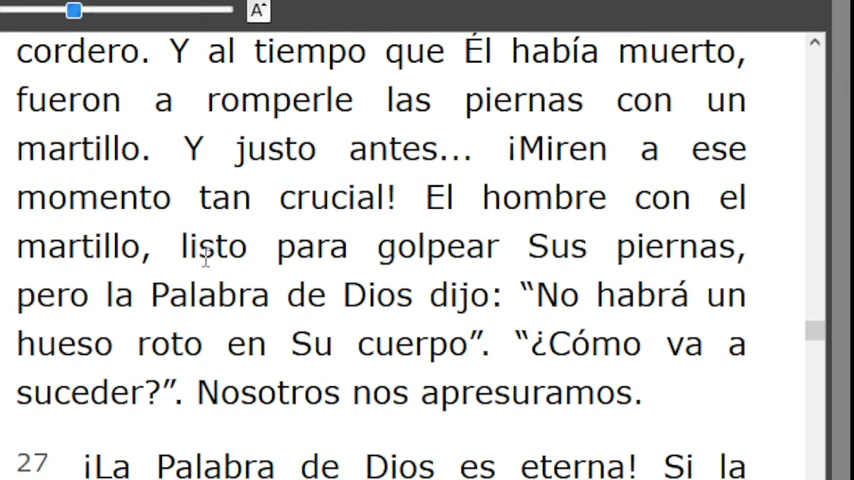 A
cordero. Y al tiempo que Él había muerto,
fueron a romperle las piernas con un
martillo. Y justo antes... ¡Miren a ese
momento tan crucial! El hombre con el
martillo, listo para golpear Sus piernas,
pero la Palabra de Dios dijo: “No habrá un
hueso roto en Su cuerpo”. “¿Cómo va a
suceder?”. Nosotros nos apresuramos.
27 ¡La Palabra de Dios es eterna! Si la